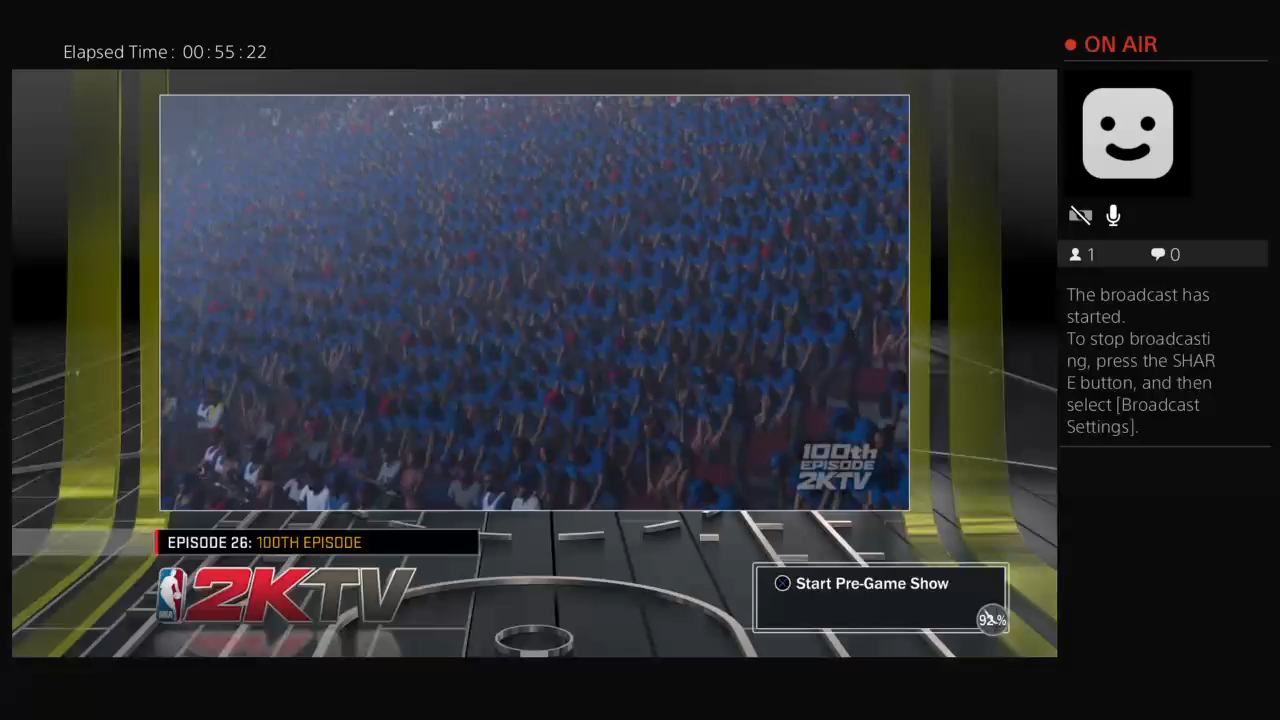 Elapsed Time: 00:55:22
ON AIR
1
0
The broadcast has
started.
To stop broadcasti
ng, press the SHAR
E button, and then
select [Broadcast
Settings].
100th
EPISODE
2KTV
EPISODE 26: 100TH EPISODE
NBA 2KTV
Start Pre-Game Show
92%